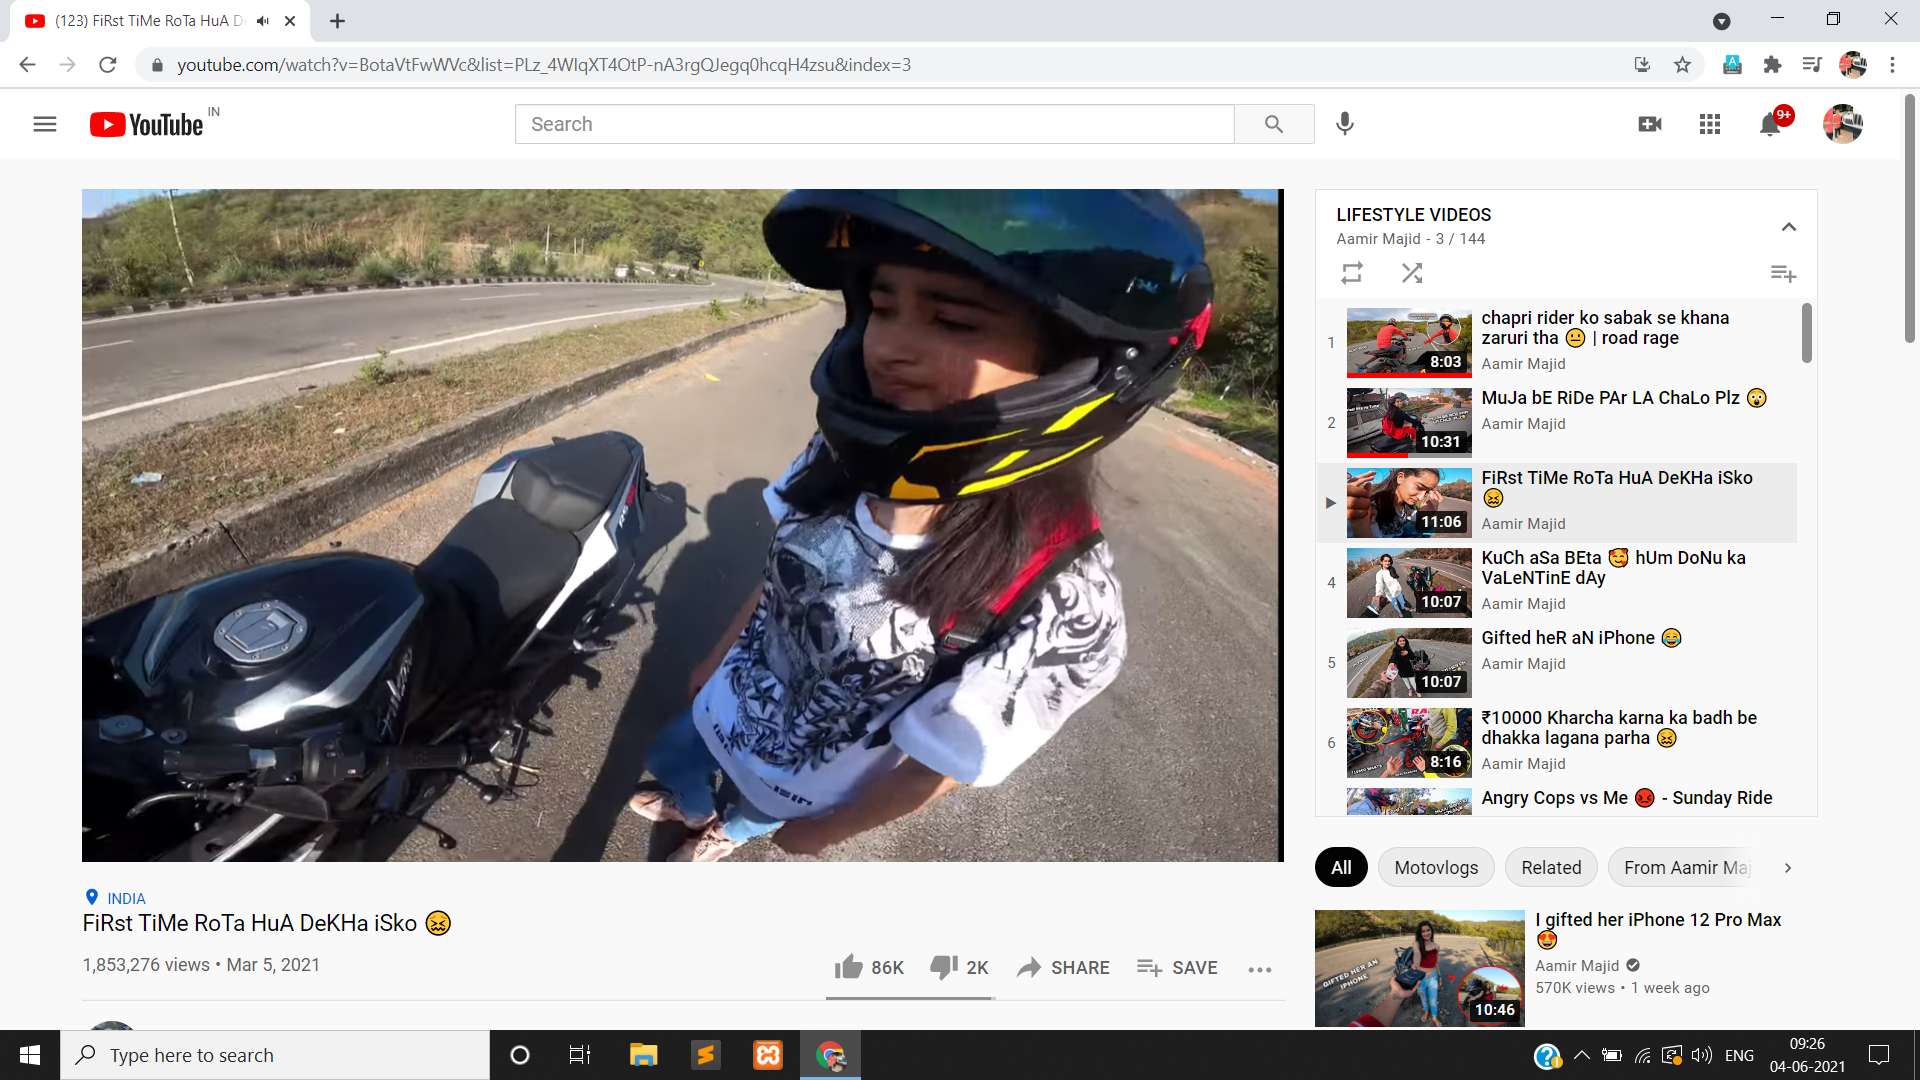 (123) FiRst TiMe RoTa HuA De
youtube.com/watch?v=BotaVtFwWVc&list=PLz_4WlqXT4OtP-nA3rgQJegq0hcqH4zsu&index=3
YouTube IN
Search
9+
LIFESTYLE VIDEOS
Aamir Majid - 3 / 144
1
8:03
chapri rider ko sabak se khana
zaruri tha 😐 | road rage
Aamir Majid
2
10:31
MuJa bE RiDe PAr LA ChaLo Plz 😲
Aamir Majid
11:06
FiRst TiMe RoTa HuA DeKHa iSko
😖
Aamir Majid
4
10:07
KuCh aSa BEta 🥰 hUm DoNu ka
VaLeNTinE dAy
Aamir Majid
5
10:07
Gifted heR aN iPhone 😂
Aamir Majid
6
8:16
₹10000 Kharcha karna ka badh be
dhakka lagana parha 😖
Aamir Majid
Angry Cops vs Me 😡 - Sunday Ride
All
Motovlogs
Related
From Aamir Maj
GIFTED HER AN
IPHONE
10:46
I gifted her iPhone 12 Pro Max
😍
Aamir Majid
570K views • 1 week ago
INDIA
FiRst TiMe RoTa HuA DeKHa iSko 😖
1,853,276 views • Mar 5, 2021
86K
2K
SHARE
SAVE
Type here to search
ENG
09:26
04-06-2021